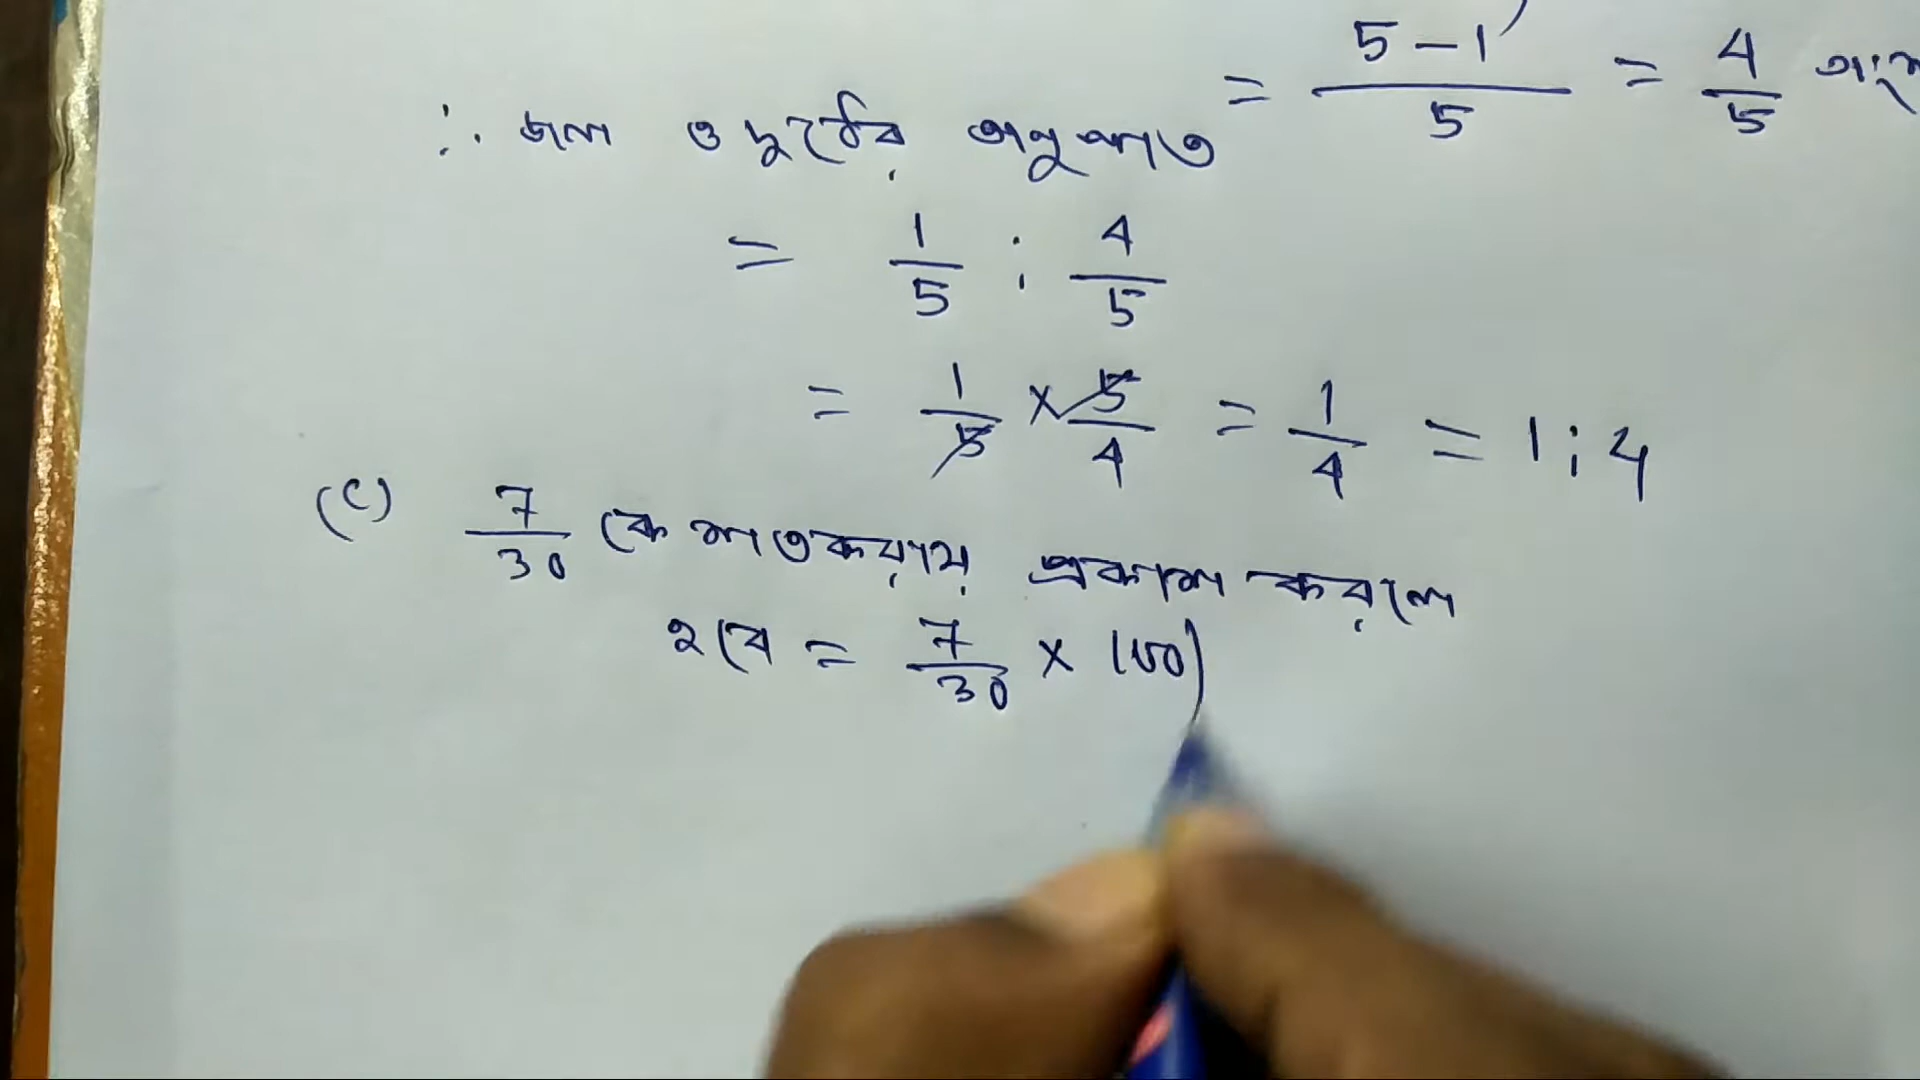 = (5-1)/5 = 4/5 অংশ
∴ জল ও দুধের অনুপাত
= 1/5 : 4/5
= 1/5 × 5/4 = 1/4 = 1:4
(c) 7/30 কে শতকরায় প্রকাশ করলে
হবে = 7/30 × 100)